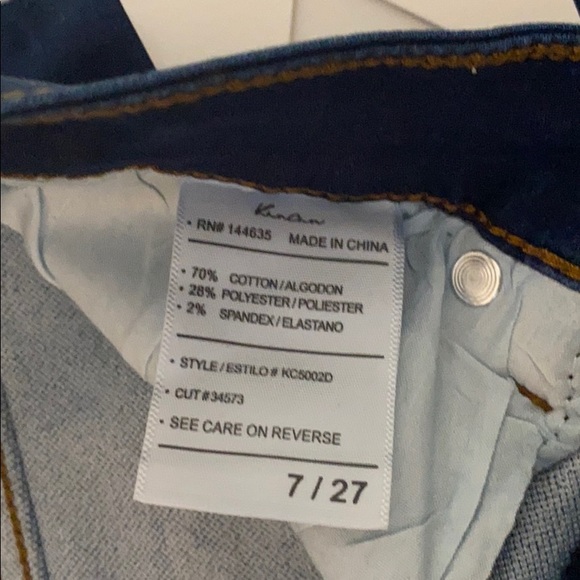 KanCan
• RN# 144635 MADE IN CHINA
• 70% COTTON/ALGODON
• 28% POLYESTER/POLIESTER
• 2% SPANDEX/ELASTANO
• STYLE/ESTILO# KC5002D
• CUT#34573
• SEE CARE ON REVERSE
7 / 27